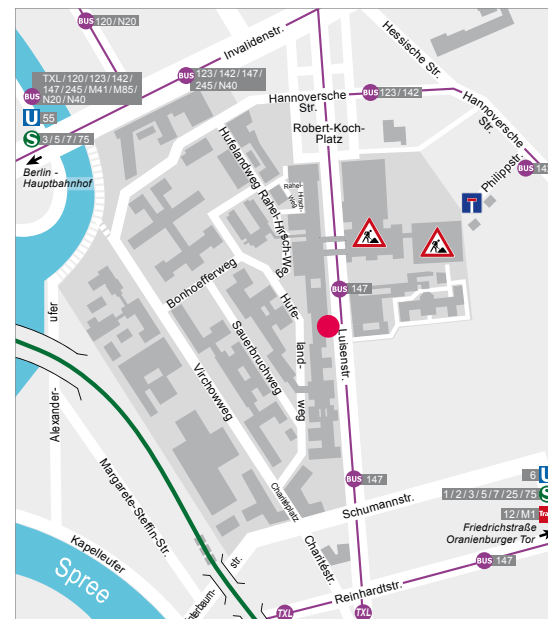 BUS 120 / N20
Invalidenstr.
Hessische Str.
TXL / 120 / 123 / 142
147 / 245 / M41 / M85 /
N20 / N40
BUS
BUS 123 / 142 / 147 /
245 / N40
BUS 123 / 142
Hannoversche
Str.
Hannoversche
Str.
U 55
S 3 / 5 / 7 / 75
Berlin -
Hauptbahnhof
Robert-Koch-
Platz
Philippstr.
BUS
Hufelandweg
Rahel-Hirsch-Weg
Rahel-
Hirsch-
Weg
Bonhoefferweg
Hufe-
land-
weg
BUS 147
Sauerbruchweg
Luisenstr.
Virchowweg
Alexander-
ufer
Margarete-Steffin-Str.
Charitéplatz
BUS 147
Schumannstr.
6 U
1 / 2 / 3 / 5 / 7 / 25 / 75 S
12 / M1 Tra
Friedrichstraße
Oranienburger Tor
Kapelleufer
Spree
str.
Charitéstr.
BUS 147
Reinhardtstr.
TXL
TXL